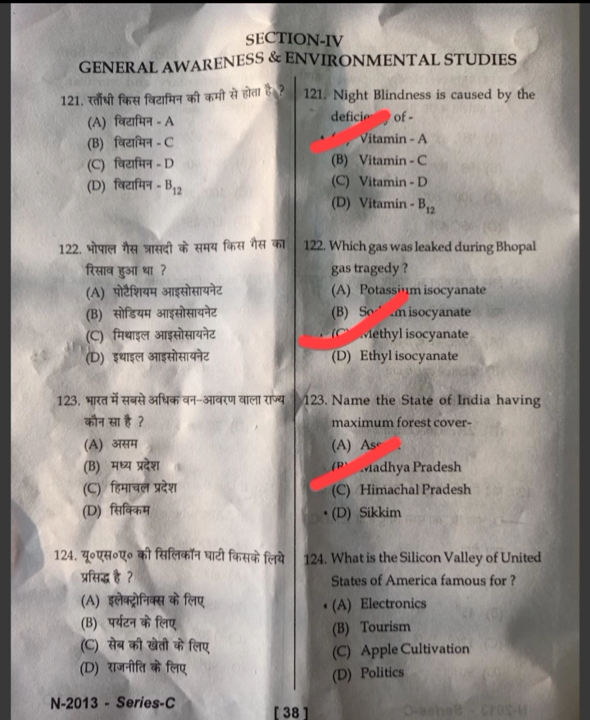 SECTION-IV
GENERAL AWARENESS & ENVIRONMENTAL STUDIES
121. रतौंधी किस विटामिन की कमी से होता है ?
(A) विटामिन - A
(B) विटामिन - C
(C) विटामिन - D
(D) विटामिन - B12
122. भोपाल गैस त्रासदी के समय किस गैस का
रिसाव हुआ था ?
(A) पोटैशियम आइसोसायनेट
(B) सोडियम आइसोसायनेट
(C) मिथाइल आइसोसायनेट
(D) इथाइल आइसोसायनेट
123. भारत में सबसे अधिक वन-आवरण वाला राज्य
कौन सा है ?
(A) असम
(B) मध्य प्रदेश
(C) हिमाचल प्रदेश
(D) सिक्किम
124. यू०एस०ए० की सिलिकॉन घाटी किसके लिये
प्रसिद्ध है ?
(A) इलेक्ट्रोनिक्स के लिए
(B) पर्यटन के लिए
(C) सेब की खेती के लिए
(D) राजनीति के लिए
121. Night Blindness is caused by the
of -
Vitamin - A
(B) Vitamin - C
(C) Vitamin - D
(D) Vitamin - B12
122. Which gas was leaked during Bhopal
gas tragedy ?
(A) Potassium isocyanate
(B) isocyanate
(C) Methyl isocyanate
(D) Ethyl isocyanate
123. Name the State of India having
maximum forest cover-
(A)
(B) Madhya Pradesh
(C) Himachal Pradesh
(D) Sikkim
124. What is the Silicon Valley of United
States of America famous for ?
(A) Electronics
(B) Tourism
(C) Apple Cultivation
(D) Politics
N-2013 - Series-C
[ 38 ]